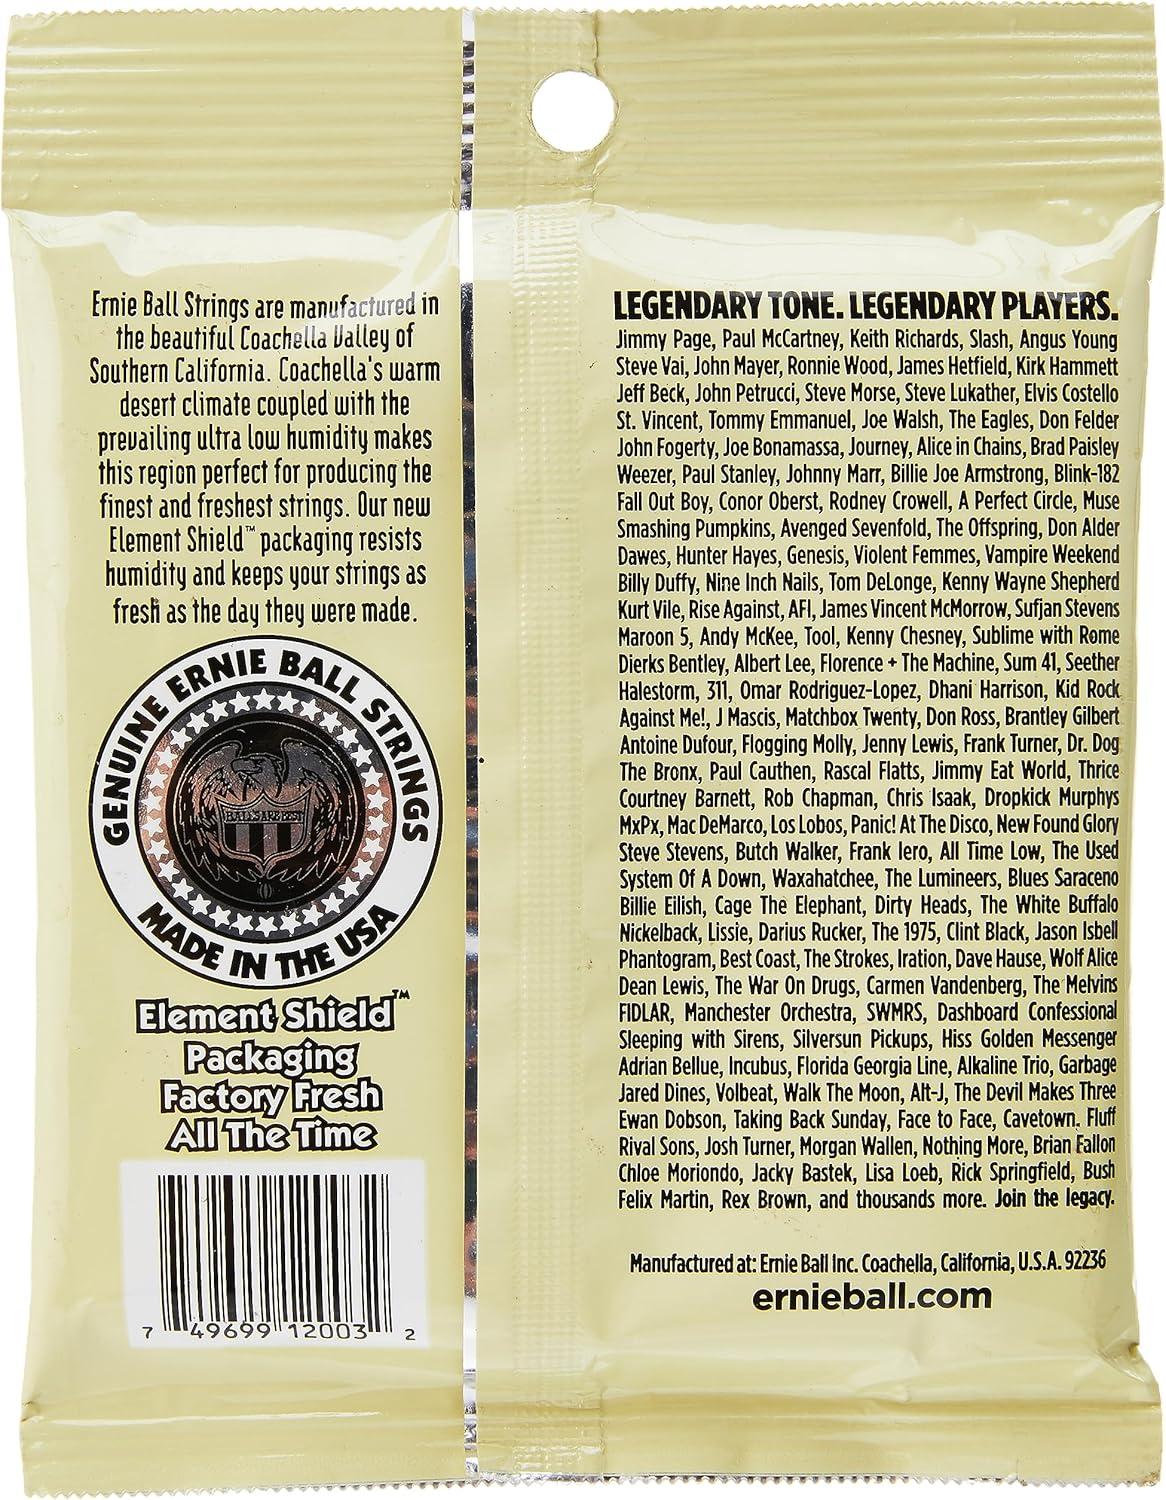 Ernie Ball Strings are manufactured in
the beautiful Coachella Valley of
Southern California. Coachella's warm
desert climate coupled with the
prevailing ultra low humidity makes
this region perfect for producing the
finest and freshest strings. Our new
Element Shield™ packaging resists
humidity and keeps your strings as
fresh as the day they were made.
GENUINE ERNIE BALL STRINGS
BALLS ARE BEST
MADE IN THE USA
Element Shield™
Packaging
Factory Fresh
All The Time
7 49699 12003 2
LEGENDARY TONE. LEGENDARY PLAYERS.
Jimmy Page, Paul McCartney, Keith Richards, Slash, Angus Young
Steve Vai, John Mayer, Ronnie Wood, James Hetfield, Kirk Hammett
Jeff Beck, John Petrucci, Steve Morse, Steve Lukather, Elvis Costello
St. Vincent, Tommy Emmanuel, Joe Walsh, The Eagles, Don Felder
John Fogerty, Joe Bonamassa, Journey, Alice in Chains, Brad Paisley
Weezer, Paul Stanley, Johnny Marr, Billie Joe Armstrong, Blink-182
Fall Out Boy, Conor Oberst, Rodney Crowell, A Perfect Circle, Muse
Smashing Pumpkins, Avenged Sevenfold, The Offspring, Don Alder
Dawes, Hunter Hayes, Genesis, Violent Femmes, Vampire Weekend
Billy Duffy, Nine Inch Nails, Tom DeLonge, Kenny Wayne Shepherd
Kurt Vile, Rise Against, AFI, James Vincent McMorrow, Sufjan Stevens
Maroon 5, Andy McKee, Tool, Kenny Chesney, Sublime with Rome
Dierks Bentley, Albert Lee, Florence + The Machine, Sum 41, Seether
Halestorm, 311, Omar Rodriguez-Lopez, Dhani Harrison, Kid Rock
Against Me!, J Mascis, Matchbox Twenty, Don Ross, Brantley Gilbert
Antoine Dufour, Flogging Molly, Jenny Lewis, Frank Turner, Dr. Dog
The Bronx, Paul Cauthen, Rascal Flatts, Jimmy Eat World, Thrice
Courtney Barnett, Rob Chapman, Chris Isaak, Dropkick Murphys
MxPx, Mac DeMarco, Los Lobos, Panic! At The Disco, New Found Glory
Steve Stevens, Butch Walker, Frank Iero, All Time Low, The Used
System Of A Down, Waxahatchee, The Lumineers, Blues Saraceno
Billie Eilish, Cage The Elephant, Dirty Heads, The White Buffalo
Nickelback, Lissie, Darius Rucker, The 1975, Clint Black, Jason Isbell
Phantogram, Best Coast, The Strokes, Iration, Dave Hause, Wolf Alice
Dean Lewis, The War On Drugs, Carmen Vandenberg, The Melvins
FIDLAR, Manchester Orchestra, SWMRS, Dashboard Confessional
Sleeping with Sirens, Silversun Pickups, Hiss Golden Messenger
Adrian Bellue, Incubus, Florida Georgia Line, Alkaline Trio, Garbage
Jared Dines, Volbeat, Walk The Moon, Alt-J, The Devil Makes Three
Ewan Dobson, Taking Back Sunday, Face to Face, Cavetown, Fluff
Rival Sons, Josh Turner, Morgan Wallen, Nothing More, Brian Fallon
Chloe Moriondo, Jacky Bastek, Lisa Loeb, Rick Springfield, Bush
Felix Martin, Rex Brown, and thousands more. Join the legacy.
Manufactured at: Ernie Ball Inc. Coachella, California, U.S.A. 92236
ernieball.com